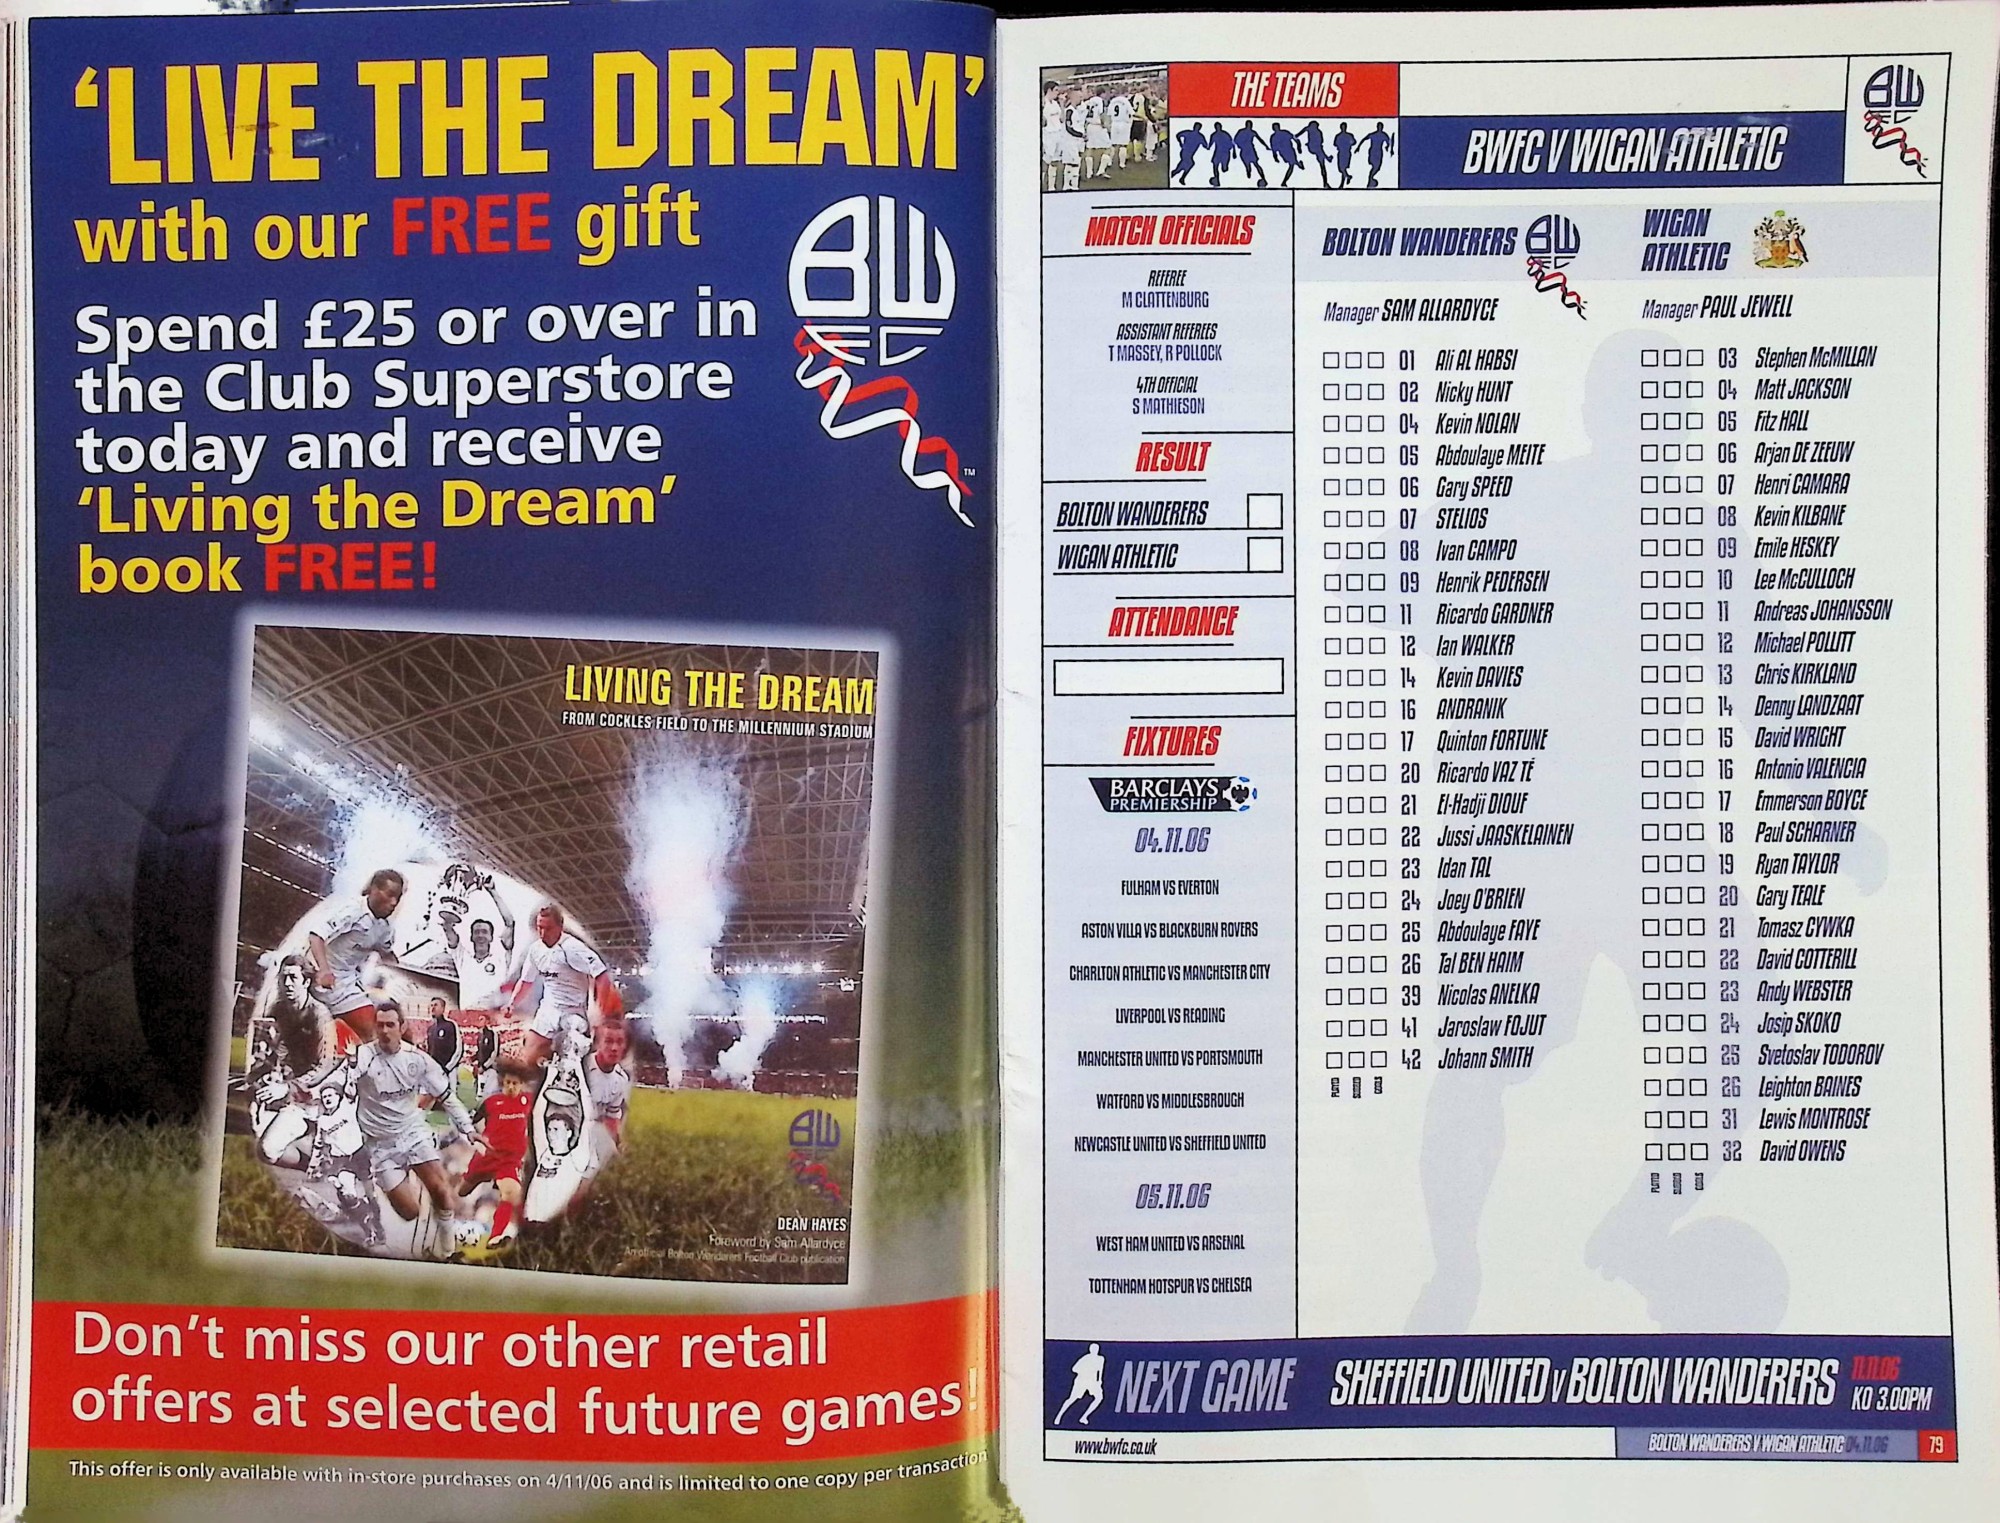 'LIVE THE DREAM'
with our FREE gift
Spend £25 or over in
the Club Superstore
today and receive
'Living the Dream'
book FREE!
BW
FC
TM
LIVING THE DREAM
FROM COCKLES FIELD TO THE MILLENNIUM STADIUM
BW
DEAN HAYES
Foreword by Sam Allardyce
An official Bolton Wanderers Football Club publication
Don't miss our other retail
offers at selected future games!
This offer is only available with in-store purchases on 4/11/06 and is limited to one copy per transaction
THE TEAMS
BWFC V WIGAN ATHLETIC
BW
FC
MATCH OFFICIALS
REFEREE
M CLATTENBURG
ASSISTANT REFEREES
T MASSEY, R POLLOCK
4TH OFFICIAL
S MATHIESON
RESULT
BOLTON WANDERERS
WIGAN ATHLETIC
ATTENDANCE
FIXTURES
BARCLAYS
PREMIERSHIP
04.11.06
FULHAM VS EVERTON
ASTON VILLA VS BLACKBURN ROVERS
CHARLTON ATHLETIC VS MANCHESTER CITY
LIVERPOOL VS READING
MANCHESTER UNITED VS PORTSMOUTH
WATFORD VS MIDDLESBROUGH
NEWCASTLE UNITED VS SHEFFIELD UNITED
05.11.06
WEST HAM UNITED VS ARSENAL
TOTTENHAM HOTSPUR VS CHELSEA
BOLTON WANDERERS
BW
FC
Manager SAM ALLARDYCE
01 Ali AL HABSI
02 Nicky HUNT
04 Kevin NOLAN
05 Abdoulaye MEITE
06 Gary SPEED
07 STELIOS
08 Ivan CAMPO
09 Henrik PEDERSEN
11 Ricardo GARDNER
12 Ian WALKER
14 Kevin DAVIES
16 ANDRANIK
17 Quinton FORTUNE
20 Ricardo VAZ TÊ
21 El-Hadji DIOUF
22 Jussi JAASKELAINEN
23 Idan TAL
24 Joey O'BRIEN
25 Abdoulaye FAYE
26 Tal BEN HAIM
39 Nicolas ANELKA
41 Jaroslaw FOJUT
42 Johann SMITH
WIGAN
ATHLETIC
Manager PAUL JEWELL
03 Stephen McMILLAN
04 Matt JACKSON
05 Fitz HALL
06 Arjan DE ZEEUW
07 Henri CAMARA
08 Kevin KILBANE
09 Emile HESKEY
10 Lee McCULLOCH
11 Andreas JOHANSSON
12 Michael POLLITT
13 Chris KIRKLAND
14 Denny LANDZAAT
15 David WRIGHT
16 Antonio VALENCIA
17 Emmerson BOYCE
18 Paul SCHARNER
19 Ryan TAYLOR
20 Gary TEALE
21 Tomasz CYWKA
22 David COTTERILL
23 Andy WEBSTER
24 Josip SKOKO
25 Svetoslav TODOROV
26 Leighton BAINES
31 Lewis MONTROSE
32 David OWENS
NEXT GAME
SHEFFIELD UNITED v BOLTON WANDERERS
11.11.06
KO 3.00PM
www.bwfc.co.uk
BOLTON WANDERERS V WIGAN ATHLETIC 04.11.06
79